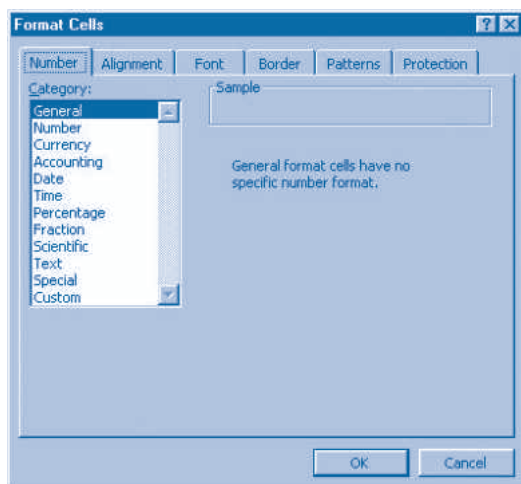 Format Cells
? X
Number Alignment Font Border Patterns Protection
Category:
Sample
General
Number
Currency
Accounting
Date
Time
Percentage
Fraction
Scientific
Text
Special
Custom
General format cells have no
specific number format.
OK Cancel